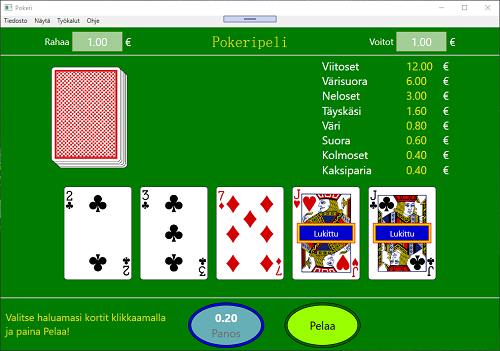 Pokeri
Tiedosto Näytä Työkalut Ohje
Rahaa 1.00 €
Pokeripeli
Voitot 1.00 €
Viitoset 12.00 €
Värisuora 6.00 €
Neloset 3.00 €
Täyskäsi 1.60 €
Väri 0.80 €
Suora 0.60 €
Kolmoset 0.40 €
Kaksiparia 0.40 €
2 3 7 J J
Lukittu Lukittu
2 3 7 J J
Valitse haluamasi kortit klikkaamalla
ja paina Pelaa!
0.20
Panos
Pelaa